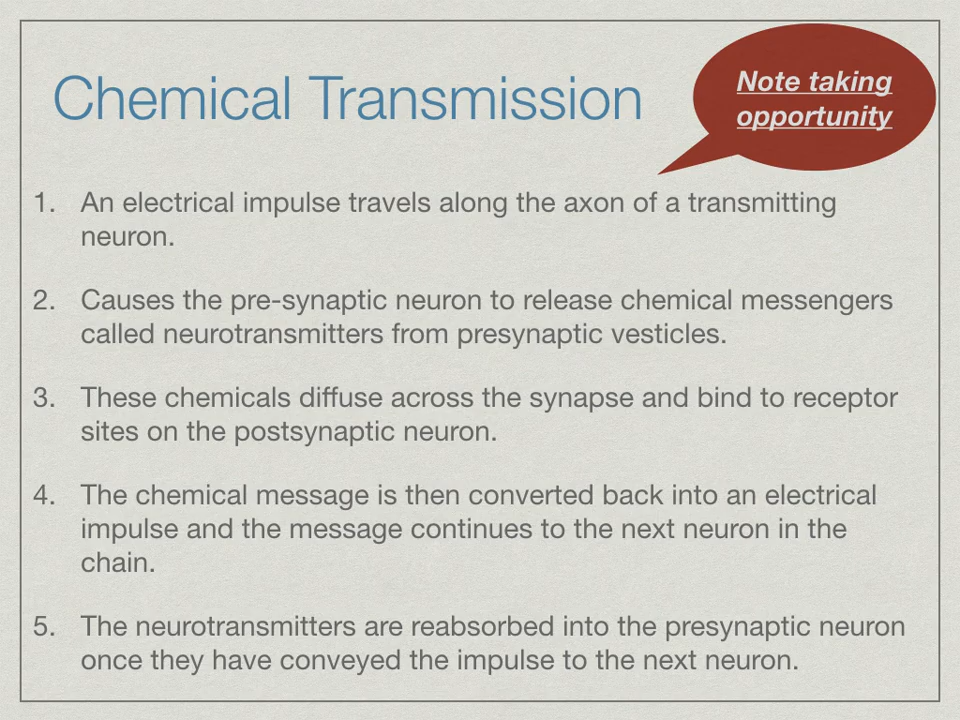 Chemical Transmission
Note taking
opportunity
1. An electrical impulse travels along the axon of a transmitting
neuron.
2. Causes the pre-synaptic neuron to release chemical messengers
called neurotransmitters from presynaptic vesticles.
3. These chemicals diffuse across the synapse and bind to receptor
sites on the postsynaptic neuron.
4. The chemical message is then converted back into an electrical
impulse and the message continues to the next neuron in the
chain.
5. The neurotransmitters are reabsorbed into the presynaptic neuron
once they have conveyed the impulse to the next neuron.